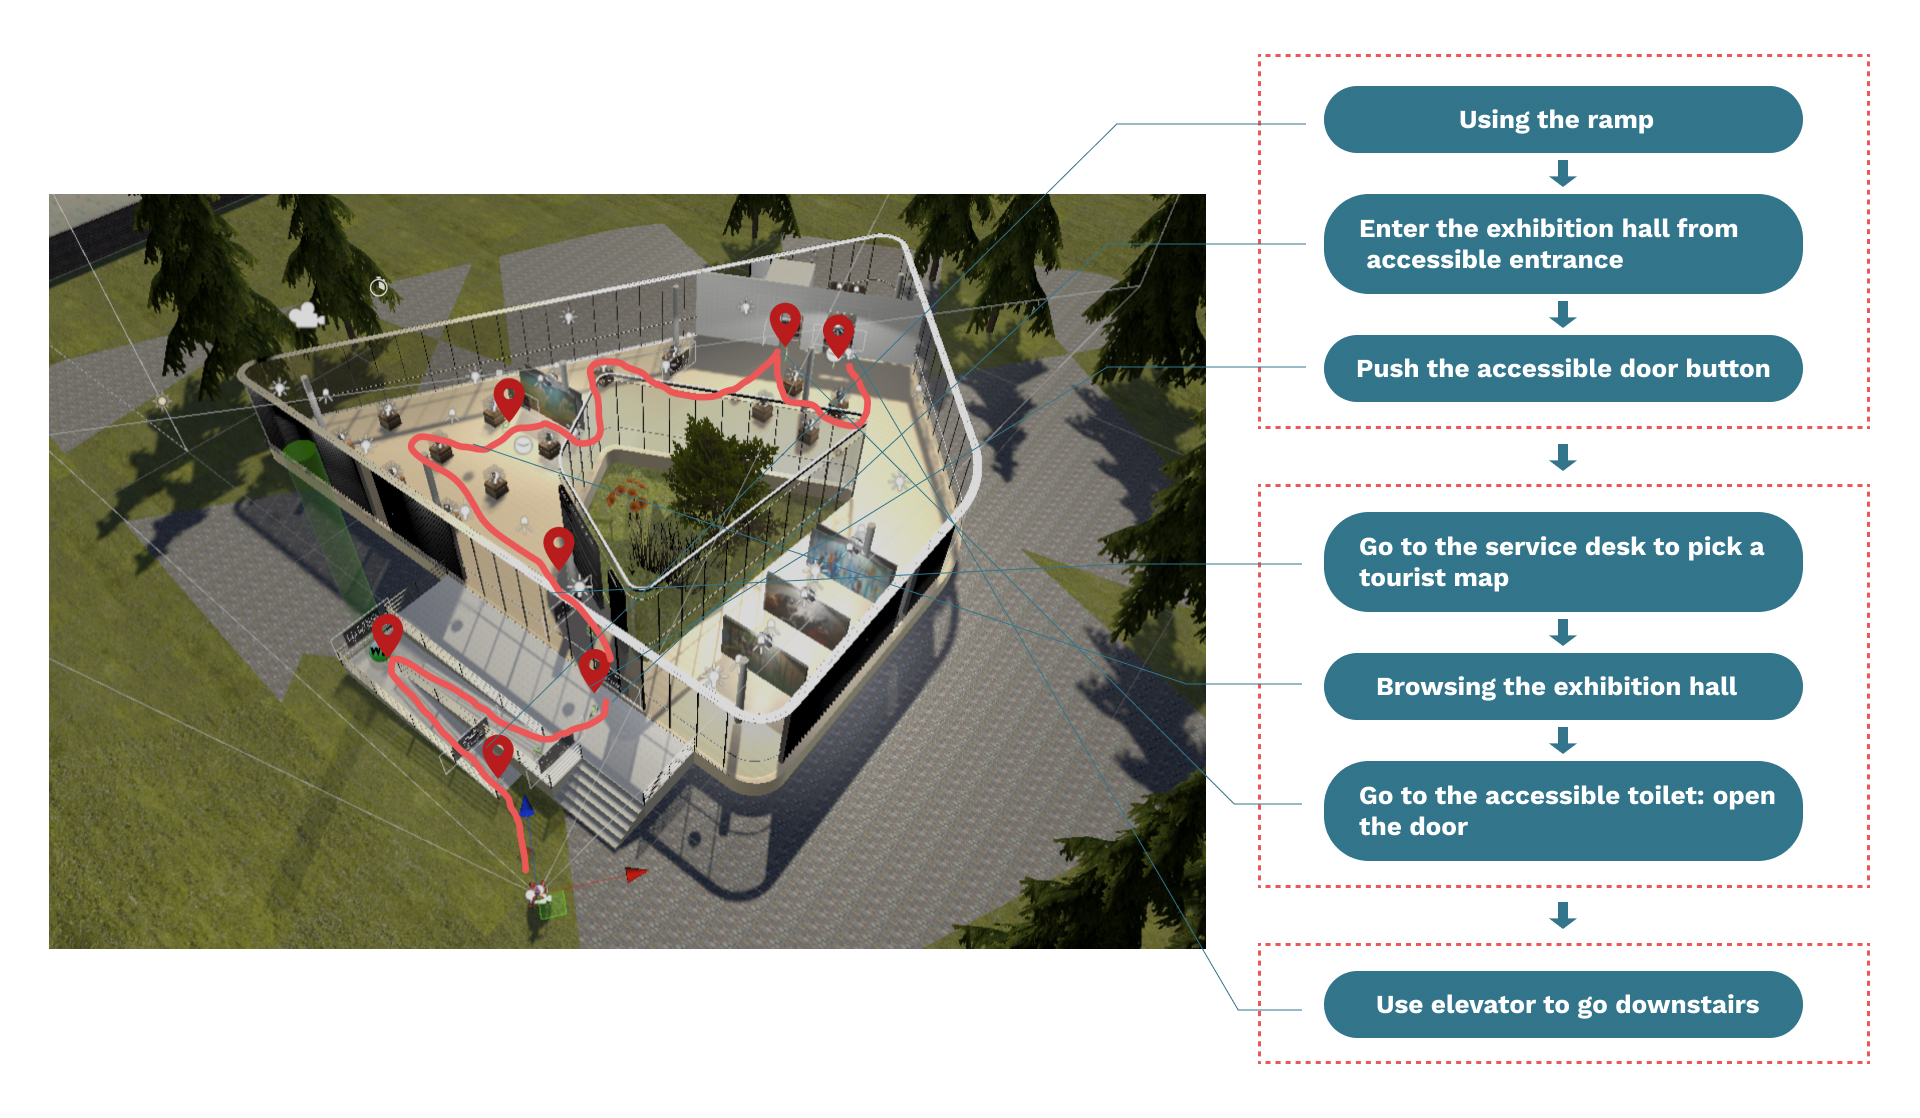 Using the ramp
Enter the exhibition hall from
accessible entrance
Push the accessible door button
Go to the service desk to pick a
tourist map
Browsing the exhibition hall
Go to the accessible toilet: open
the door
Use elevator to go downstairs